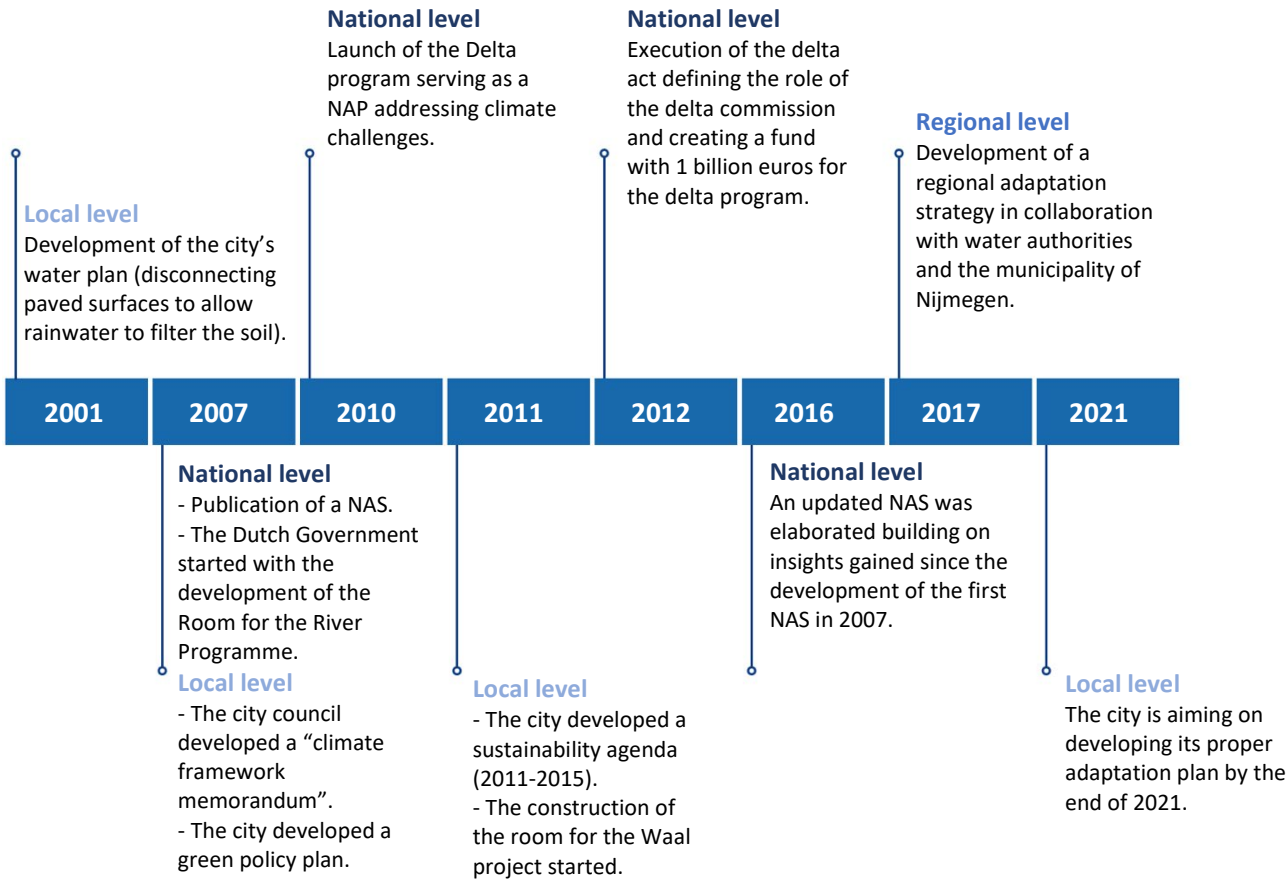 National level
Launch of the Delta
program serving as a
NAP addressing climate
challenges.
National level
Execution of the delta
act defining the role of
the delta commission
and creating a fund
with 1 billion euros for
the delta program.
Regional level
Development of a
regional adaptation
strategy in collaboration
with water authorities
and the municipality of
Nijmegen.
Local level
Development of the city’s
water plan (disconnecting
paved surfaces to allow
rainwater to filter the soil).
2001
2007
2010
2011
2012
2016
2017
2021
National level
- Publication of a NAS.
- The Dutch Government
started with the
development of the
Room for the River
Programme.
Local level
- The city council
developed a “climate
framework
memorandum”.
- The city developed a
green policy plan.
Local level
- The city developed a
sustainability agenda
(2011-2015).
- The construction of
the room for the Waal
project started.
National level
An updated NAS was
elaborated building on
insights gained since the
development of the first
NAS in 2007.
Local level
The city is aiming on
developing its proper
adaptation plan by the
end of 2021.